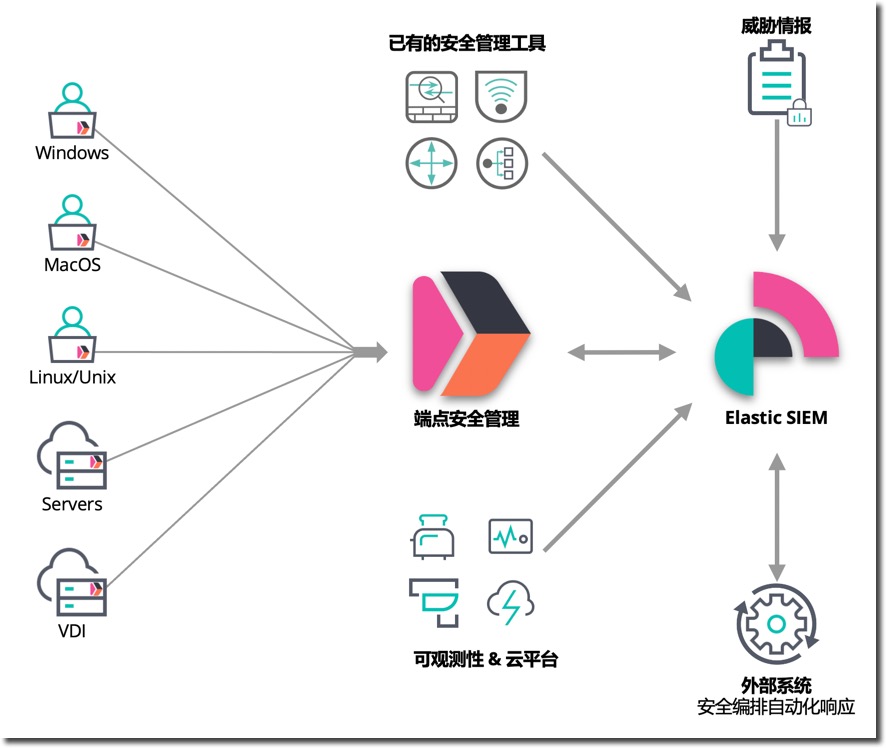 已有的安全管理工具
威胁情报
Windows
MacOS
Linux/Unix
Servers
VDI
端点安全管理
Elastic SIEM
可观测性 & 云平台
外部系统
安全编排自动化响应